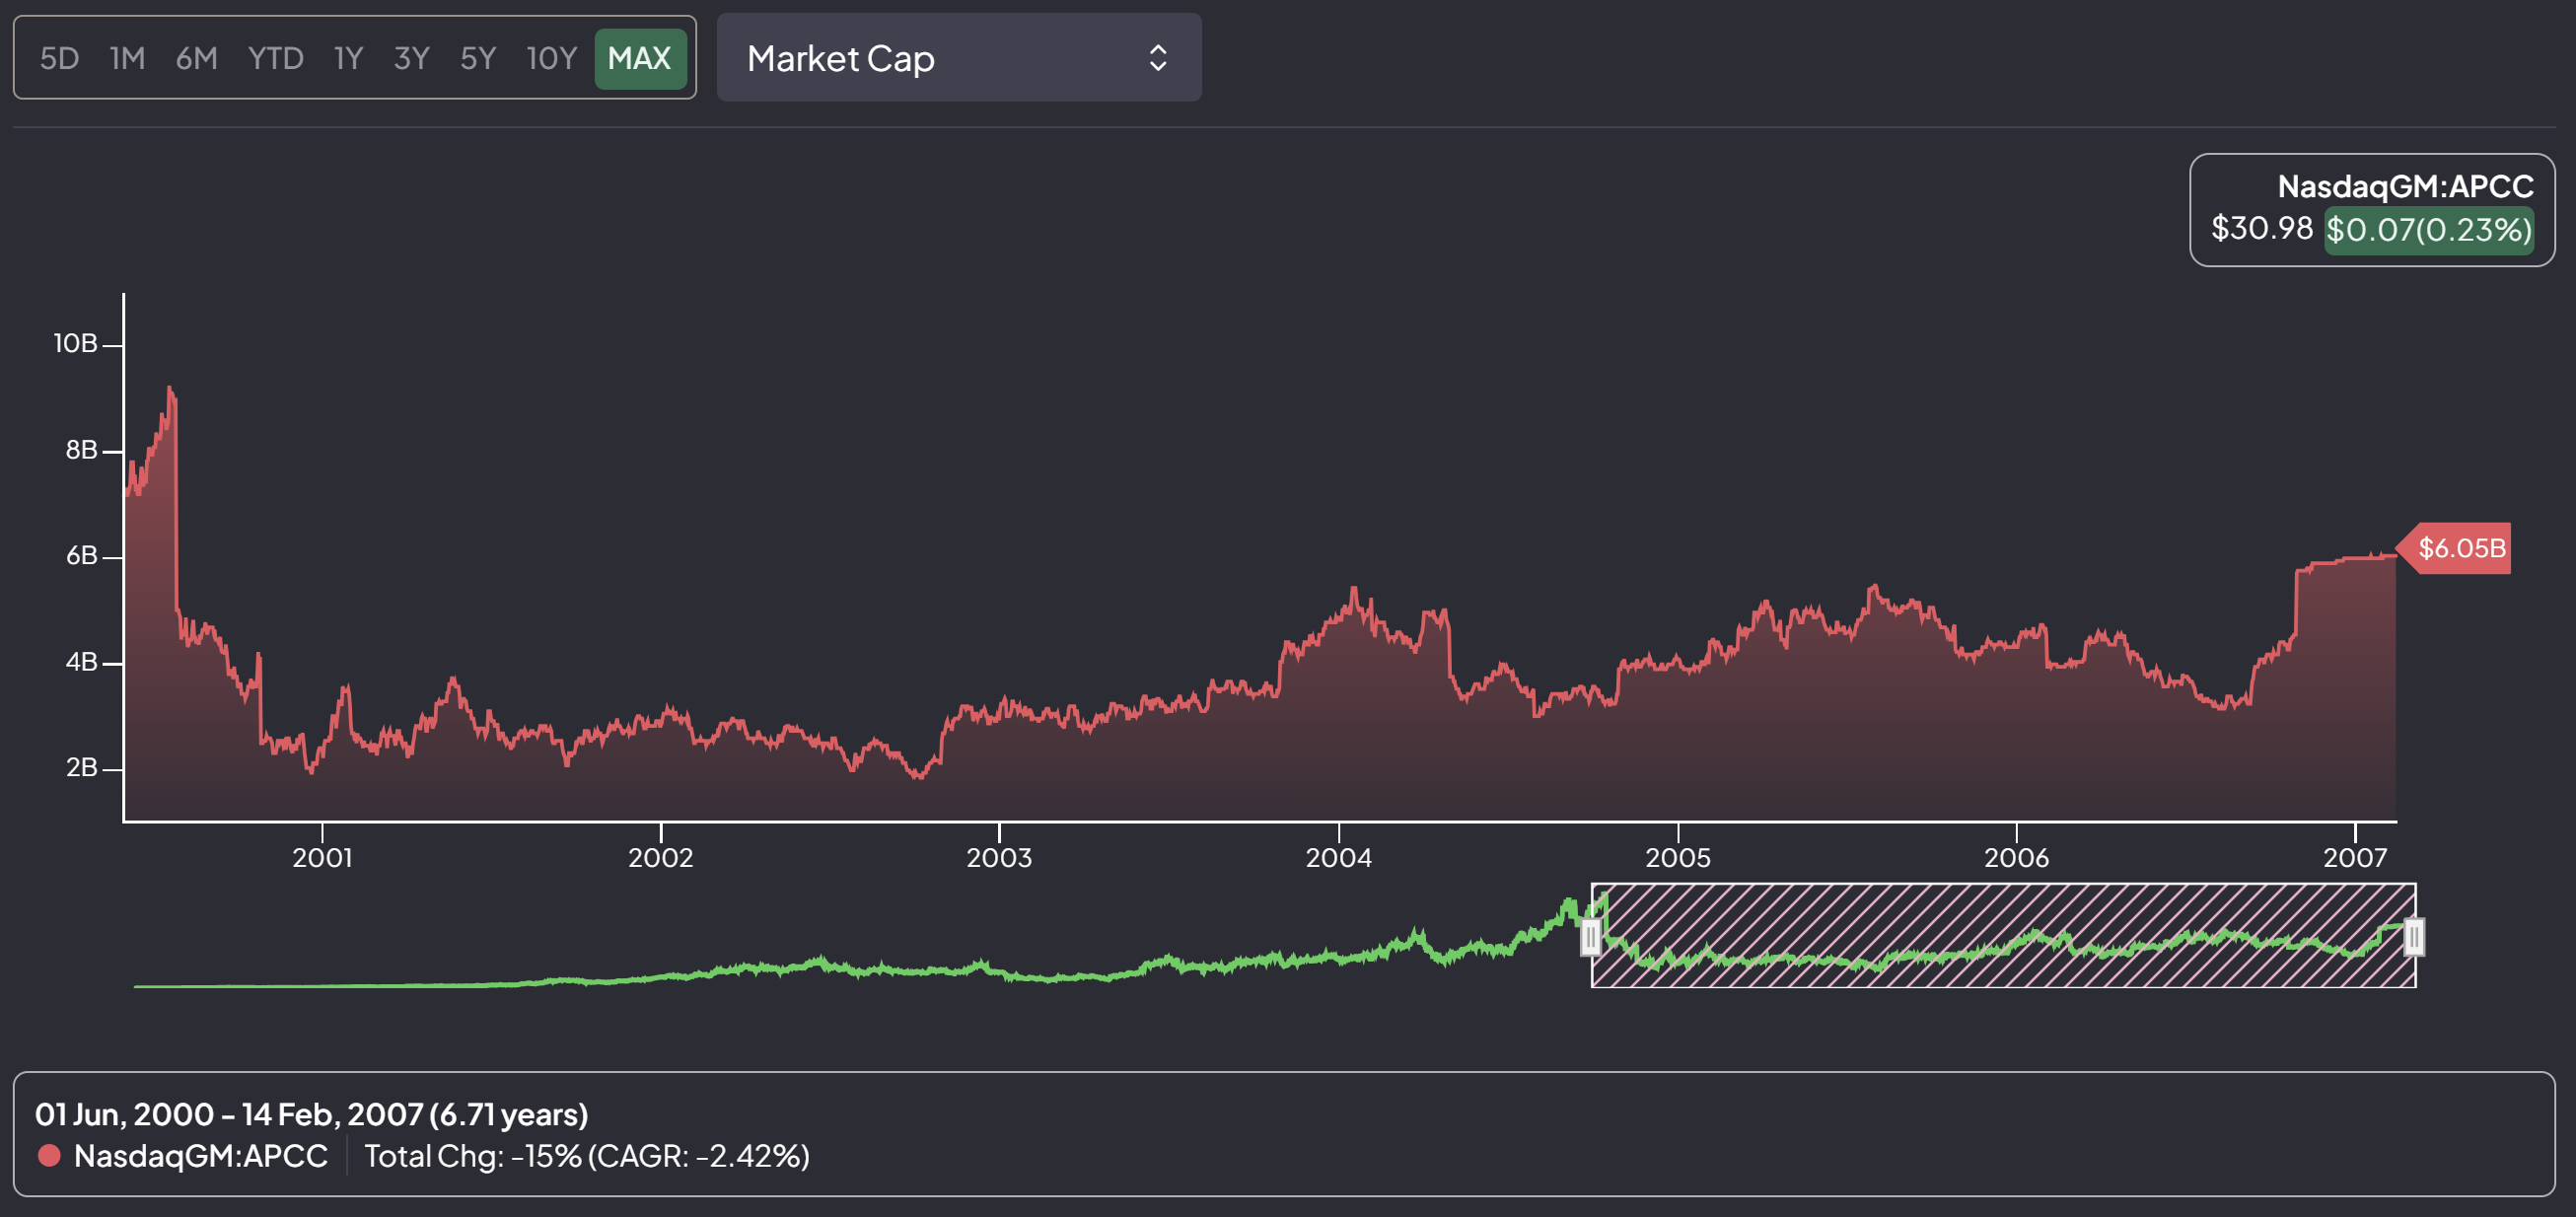 5D 1M 6M YTD 1Y 3Y 5Y 10Y MAX
Market Cap
NasdaqGM:APCC
$30.98 $0.07(0.23%)
10B
8B
6B
4B
2B
$6.05B
2001 2002 2003 2004 2005 2006 2007
01 Jun, 2000 - 14 Feb, 2007 (6.71 years)
NasdaqGM:APCC Total Chg: -15% (CAGR: -2.42%)